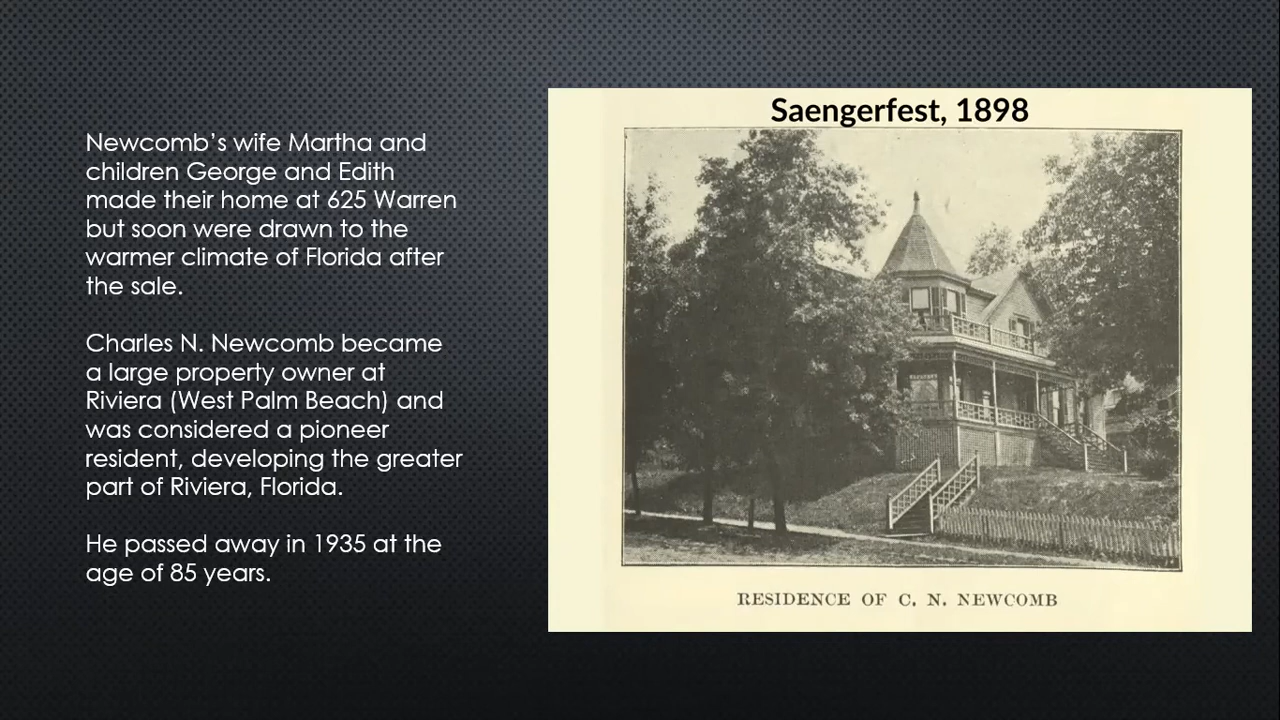 Newcomb’s wife Martha and
children George and Edith
made their home at 625 Warren
but soon were drawn to the
warmer climate of Florida after
the sale.
Charles N. Newcomb became
a large property owner at
Riviera (West Palm Beach) and
was considered a pioneer
resident, developing the greater
part of Riviera, Florida.
He passed away in 1935 at the
age of 85 years.
Saengerfest, 1898
RESIDENCE OF C. N. NEWCOMB